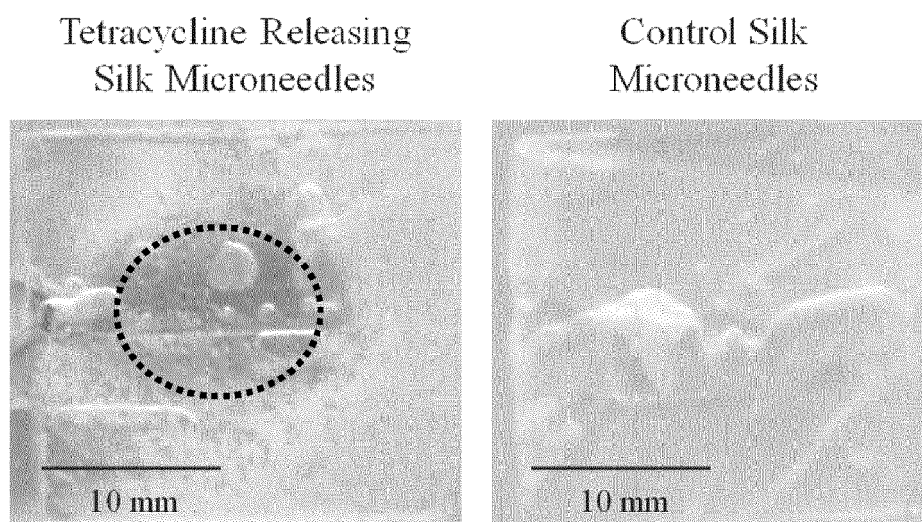 Tetracycline Releasing
Silk Microneedles
Control Silk
Microneedles
10 mm
10 mm